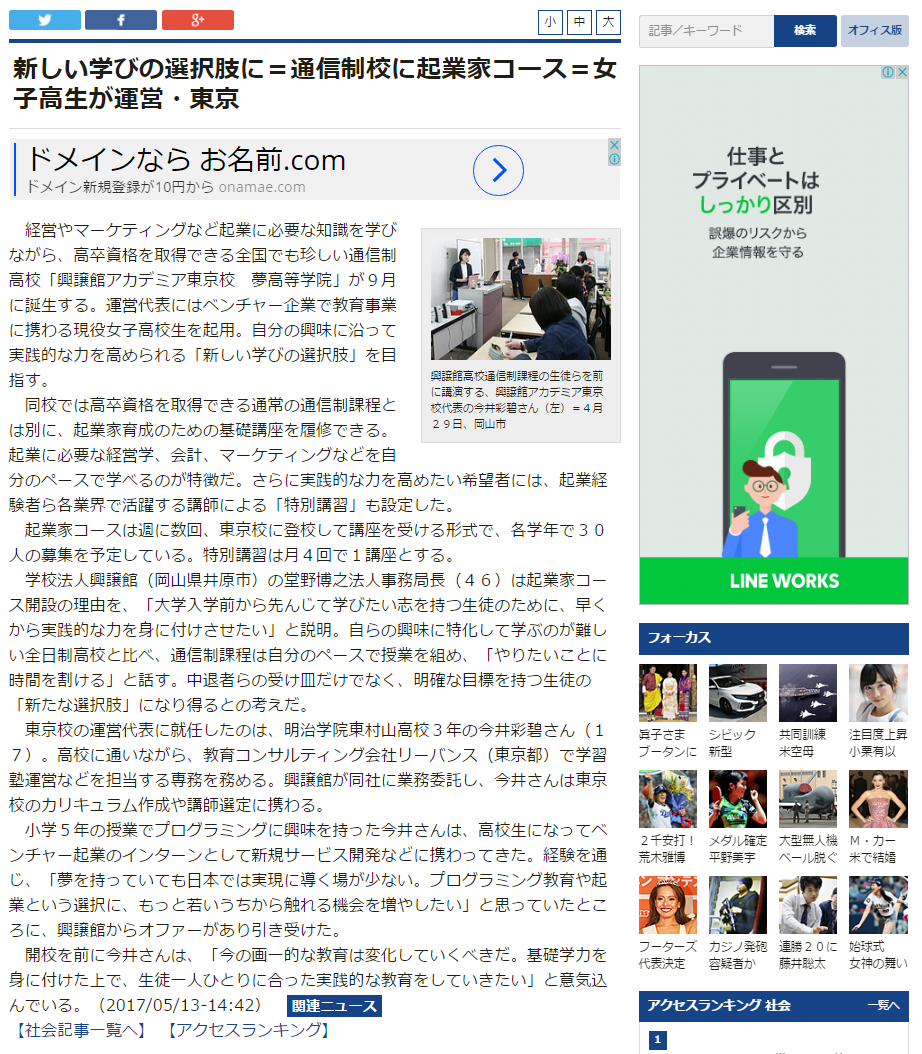 小 中 大
記事／キーワード 検索 オフィス版
新しい学びの選択肢に＝通信制校に起業家コース＝女
子高生が運営・東京
ドメインなら お名前.com
ドメイン新規登録が10円から onamae.com
　経営やマーケティングなど起業に必要な知識を学び
ながら、高卒資格を取得できる全国でも珍しい通信制
高校「興譲館アカデミア東京校　夢高等学院」が９月
に誕生する。運営代表にはベンチャー企業で教育事業
に携わる現役女子高校生を起用。自分の興味に沿って
実践的な力を高められる「新しい学びの選択肢」を目
指す。
　同校では高卒資格を取得できる通常の通信制課程と
は別に、起業家育成のための基礎講座を履修できる。
起業に必要な経営学、会計、マーケティングなどを自
分のペースで学べるのが特徴だ。さらに実践的な力を高めたい希望者には、起業経
験者ら各業界で活躍する講師による「特別講習」も設定した。
　起業家コースは週に数回、東京校に登校して講座を受ける形式で、各学年で３０
人の募集を予定している。特別講習は月４回で１講座とする。
　学校法人興譲館（岡山県井原市）の堂野博之法人事務局長（４６）は起業家コー
ス開設の理由を、「大学入学前から先んじて学びたい志を持つ生徒のために、早く
から実践的な力を身に付けさせたい」と説明。自らの興味に特化して学ぶのが難し
い全日制高校と比べ、通信制課程は自分のペースで授業を組め、「やりたいことに
時間を割ける」と話す。中退者らの受け皿だけでなく、明確な目標を持つ生徒の
「新たな選択肢」になり得るとの考えだ。
　東京校の運営代表に就任したのは、明治学院東村山高校３年の今井彩碧さん（１
７）。高校に通いながら、教育コンサルティング会社リーバンス（東京都）で学習
塾運営などを担当する専務を務める。興譲館が同社に業務委託し、今井さんは東京
校のカリキュラム作成や講師選定に携わる。
　小学５年の授業でプログラミングに興味を持った今井さんは、高校生になってベ
ンチャー起業のインターンとして新規サービス開発などに携わってきた。経験を通
じ、「夢を持っていても日本では実現に導く場が少ない。プログラミング教育や起
業という選択に、もっと若いうちから触れる機会を増やしたい」と思っていたとこ
ろに、興譲館からオファーがあり引き受けた。
　開校を前に今井さんは、「今の画一的な教育は変化していくべきだ。基礎学力を
身に付けた上で、生徒一人ひとりに合った実践的な教育をしていきたい」と意気込
んでいる。（2017/05/13-14:42） 関連ニュース
【社会記事一覧へ】 【アクセスランキング】
興譲館高校通信制課程の生徒らを前
に講演する、興譲館アカデミア東京
校代表の今井彩碧さん（左）＝４月
２９日、岡山市
仕事と
プライベートは
しっかり区別
誤爆のリスクから
企業情報を守る
LINE WORKS
フォーカス
眞子さま
ブータンに
シビック
新型
共同訓練
米空母
注目度上昇
小栗有以
２千安打！
荒木雅博
メダル確定
平野美宇
大型無人機
ベール脱ぐ
Ｍ・カー
米で結婚
フーターズ
代表決定
カジノ発砲
容疑者か
連勝２０に
藤井聡太
始球式
女神の舞い
アクセスランキング 社会 一覧へ
1